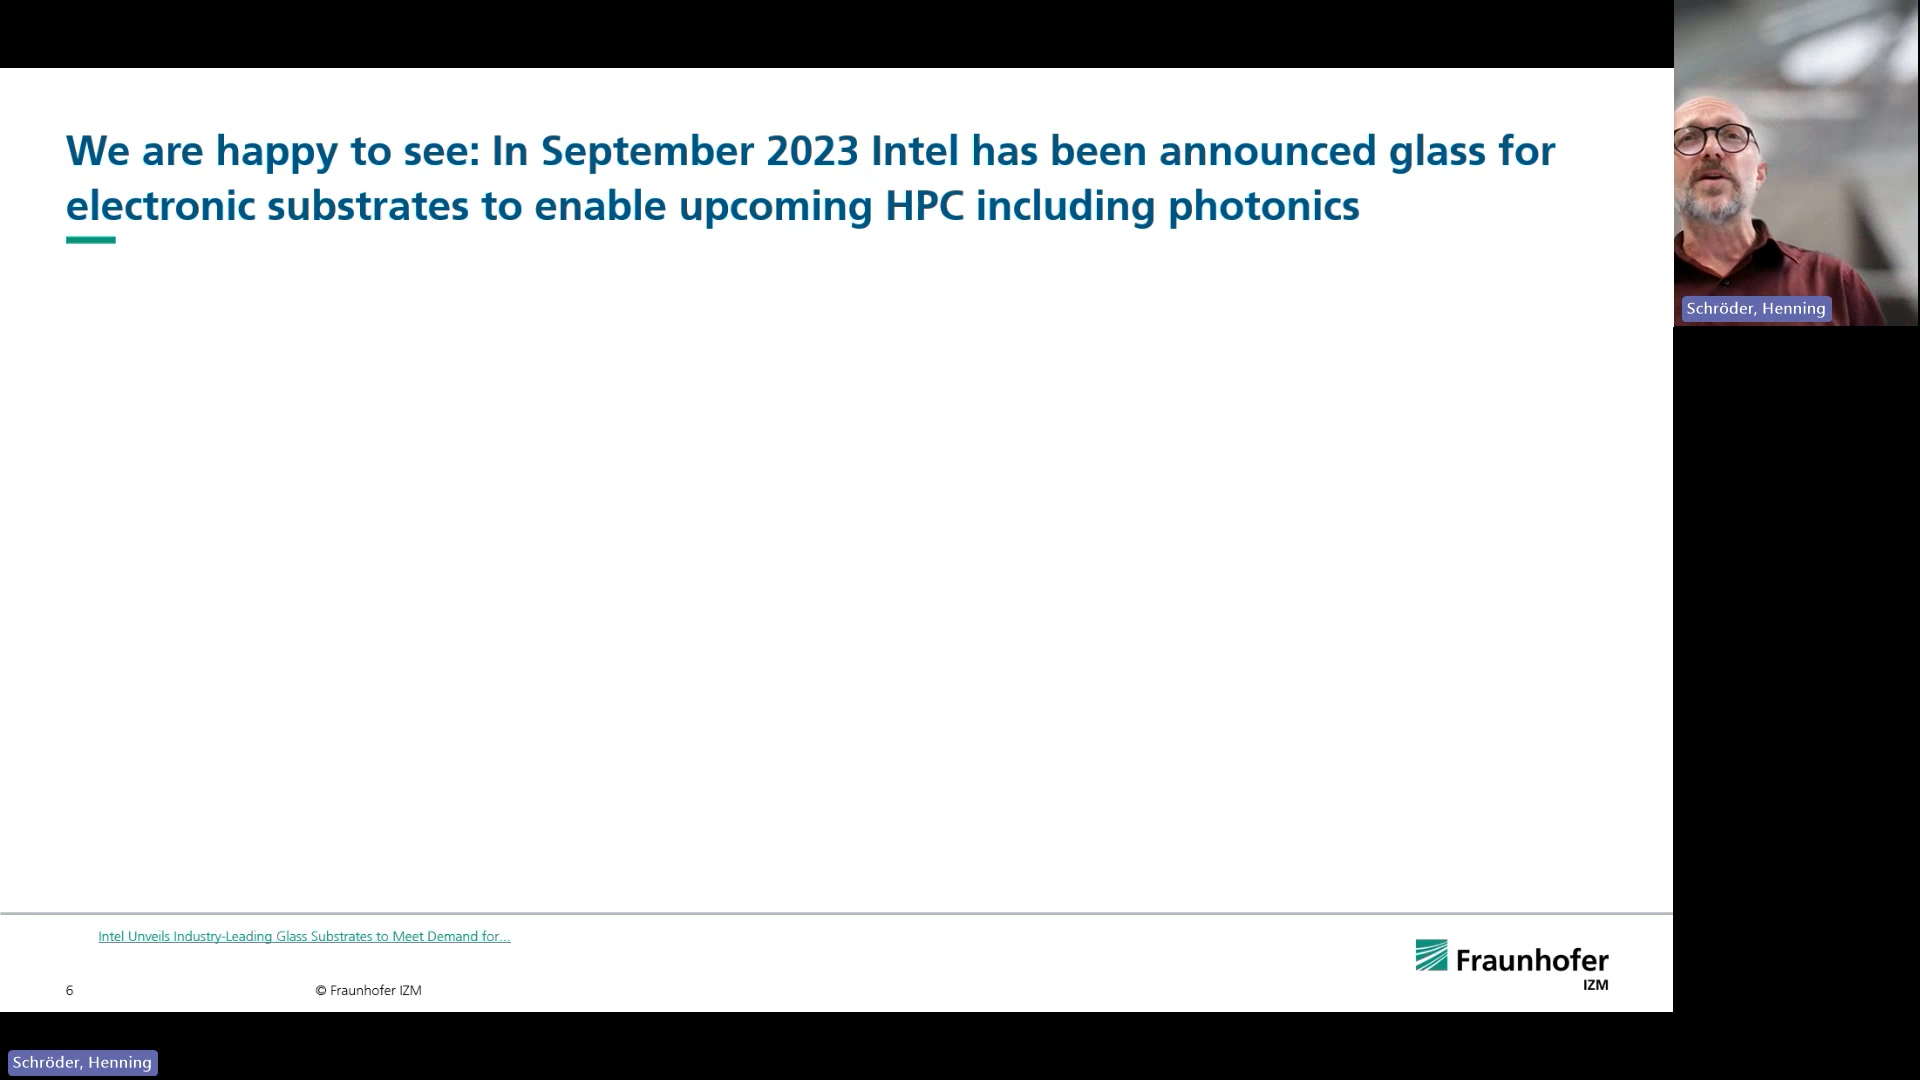 We are happy to see: In September 2023 Intel has been announced glass for
electronic substrates to enable upcoming HPC including photonics
Schröder, Henning
Intel Unveils Industry-Leading Glass Substrates to Meet Demand for...
Fraunhofer
IZM
6
© Fraunhofer IZM
Schröder, Henning